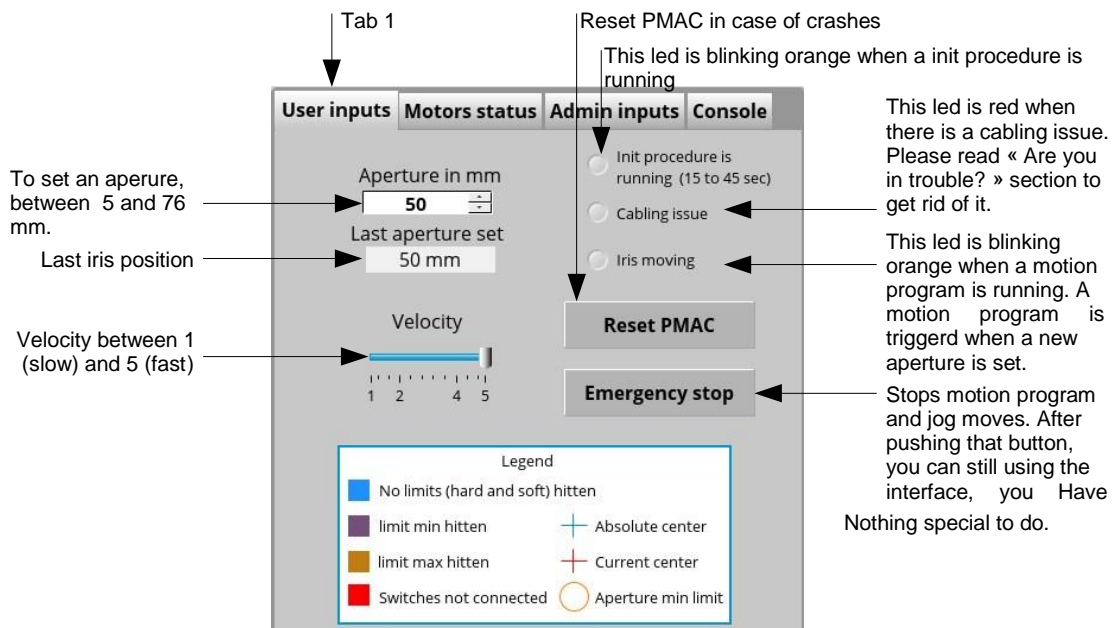 Tab 1
Reset PMAC in case of crashes
This led is blinking orange when a init procedure is
running
User inputs Motors status Admin inputs Console
To set an aperure,
between 5 and 76
mm.
Last iris position
Velocity between 1
(slow) and 5 (fast)
Aperture in mm
50
Last aperture set
50 mm
Velocity
1 2 4 5
Init procedure is
running (15 to 45 sec)
Cabling issue
Iris moving
Reset PMAC
Emergency stop
This led is red when
there is a cabling issue.
Please read « Are you
in trouble? » section to
get rid of it.
This led is blinking
orange when a motion
program is running. A
motion program is
triggerd when a new
aperture is set.
Stops motion program
and jog moves. After
pushing that button,
you can still using the
interface, you Have
Nothing special to do.
Legend
No limits (hard and soft) hitten
limit min hitten
Absolute center
limit max hitten
Current center
Switches not connected
Aperture min limit